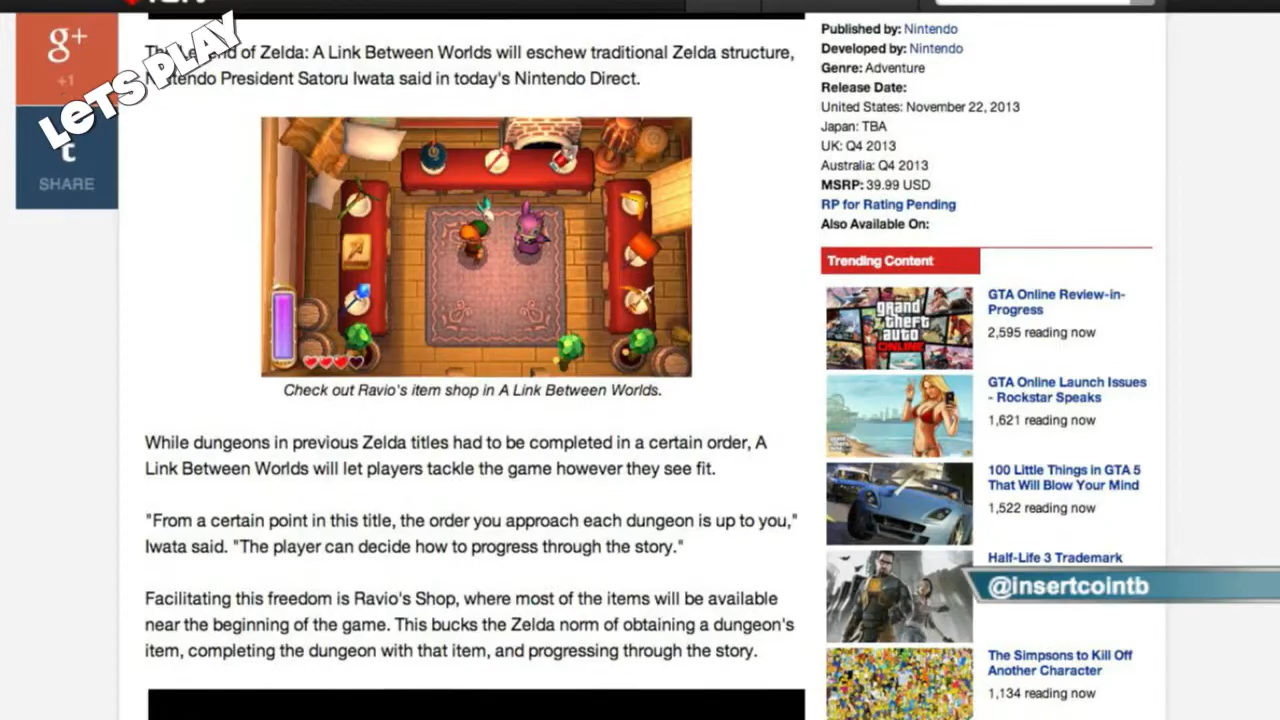 g+
+1
LETS PLAY
t
SHARE
of Zelda: A Link Between Worlds will eschew traditional Zelda structure,
President Satoru Iwata said in today's Nintendo Direct.
Check out Ravio's item shop in A Link Between Worlds.
While dungeons in previous Zelda titles had to be completed in a certain order, A
Link Between Worlds will let players tackle the game however they see fit.
"From a certain point in this title, the order you approach each dungeon is up to you,"
Iwata said. "The player can decide how to progress through the story."
Facilitating this freedom is Ravio's Shop, where most of the items will be available
near the beginning of the game. This bucks the Zelda norm of obtaining a dungeon's
item, completing the dungeon with that item, and progressing through the story.
Published by: Nintendo
Developed by: Nintendo
Genre: Adventure
Release Date:
United States: November 22, 2013
Japan: TBA
UK: Q4 2013
Australia: Q4 2013
MSRP: 39.99 USD
RP for Rating Pending
Also Available On:
Trending Content
grand
theft
auto
ONLINE
GTA Online Review-in-
Progress
2,595 reading now
GTA Online Launch Issues
- Rockstar Speaks
1,621 reading now
100 Little Things in GTA 5
That Will Blow Your Mind
1,522 reading now
Half-Life 3 Trademark
@insertcointb
The Simpsons to Kill Off
Another Character
1,134 reading now